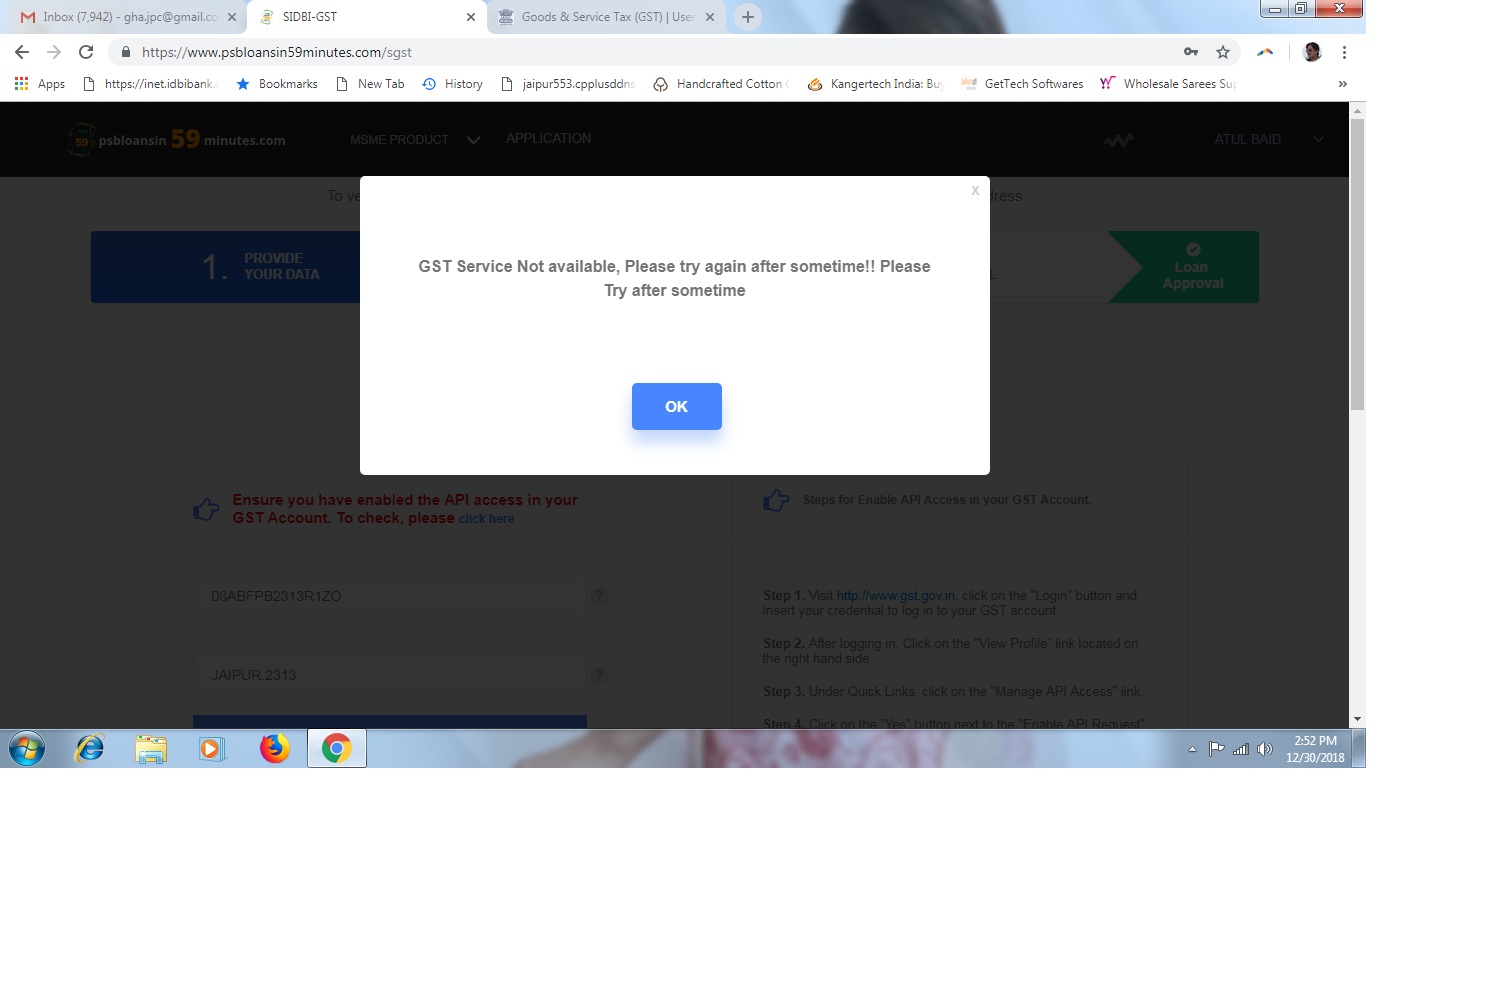 Inbox (7,942) - gha.jpc@gmail.co
SIDBI-GST
Goods & Service Tax (GST) | User
https://www.psbloansin59minutes.com/sgst
Apps
https://inet.idbibank.
Bookmarks
New Tab
History
jaipur553.cpplusddns
Handcrafted Cotton
Kangertech India: Bu
GetTech Softwares
Wholesale Sarees Sup
»
psbloansin 59 minutes.com
MSME PRODUCT
APPLICATION
ATUL BAID
To ve
dress
x
1. PROVIDE
YOUR DATA
Loan
Approval
GST Service Not available, Please try again after sometime!! Please
Try after sometime
OK
Ensure you have enabled the API access in your
GST Account. To check, please click here
08ABFPB2313R1ZO
?
JAIPUR.2313
?
Steps for Enable API Access in your GST Account.
Step 1. Visit http://www.gst.gov.in, click on the "Login" button and
Insert your credential to log in to your GST account.
Step 2. After logging in, Click on the "View Profile" link located on
the right hand side.
Step 3. Under Quick Links, click on the "Manage API Access" link.
Step 4. Click on the "Yes" button next to the "Enable API Request"
2:52 PM
12/30/2018